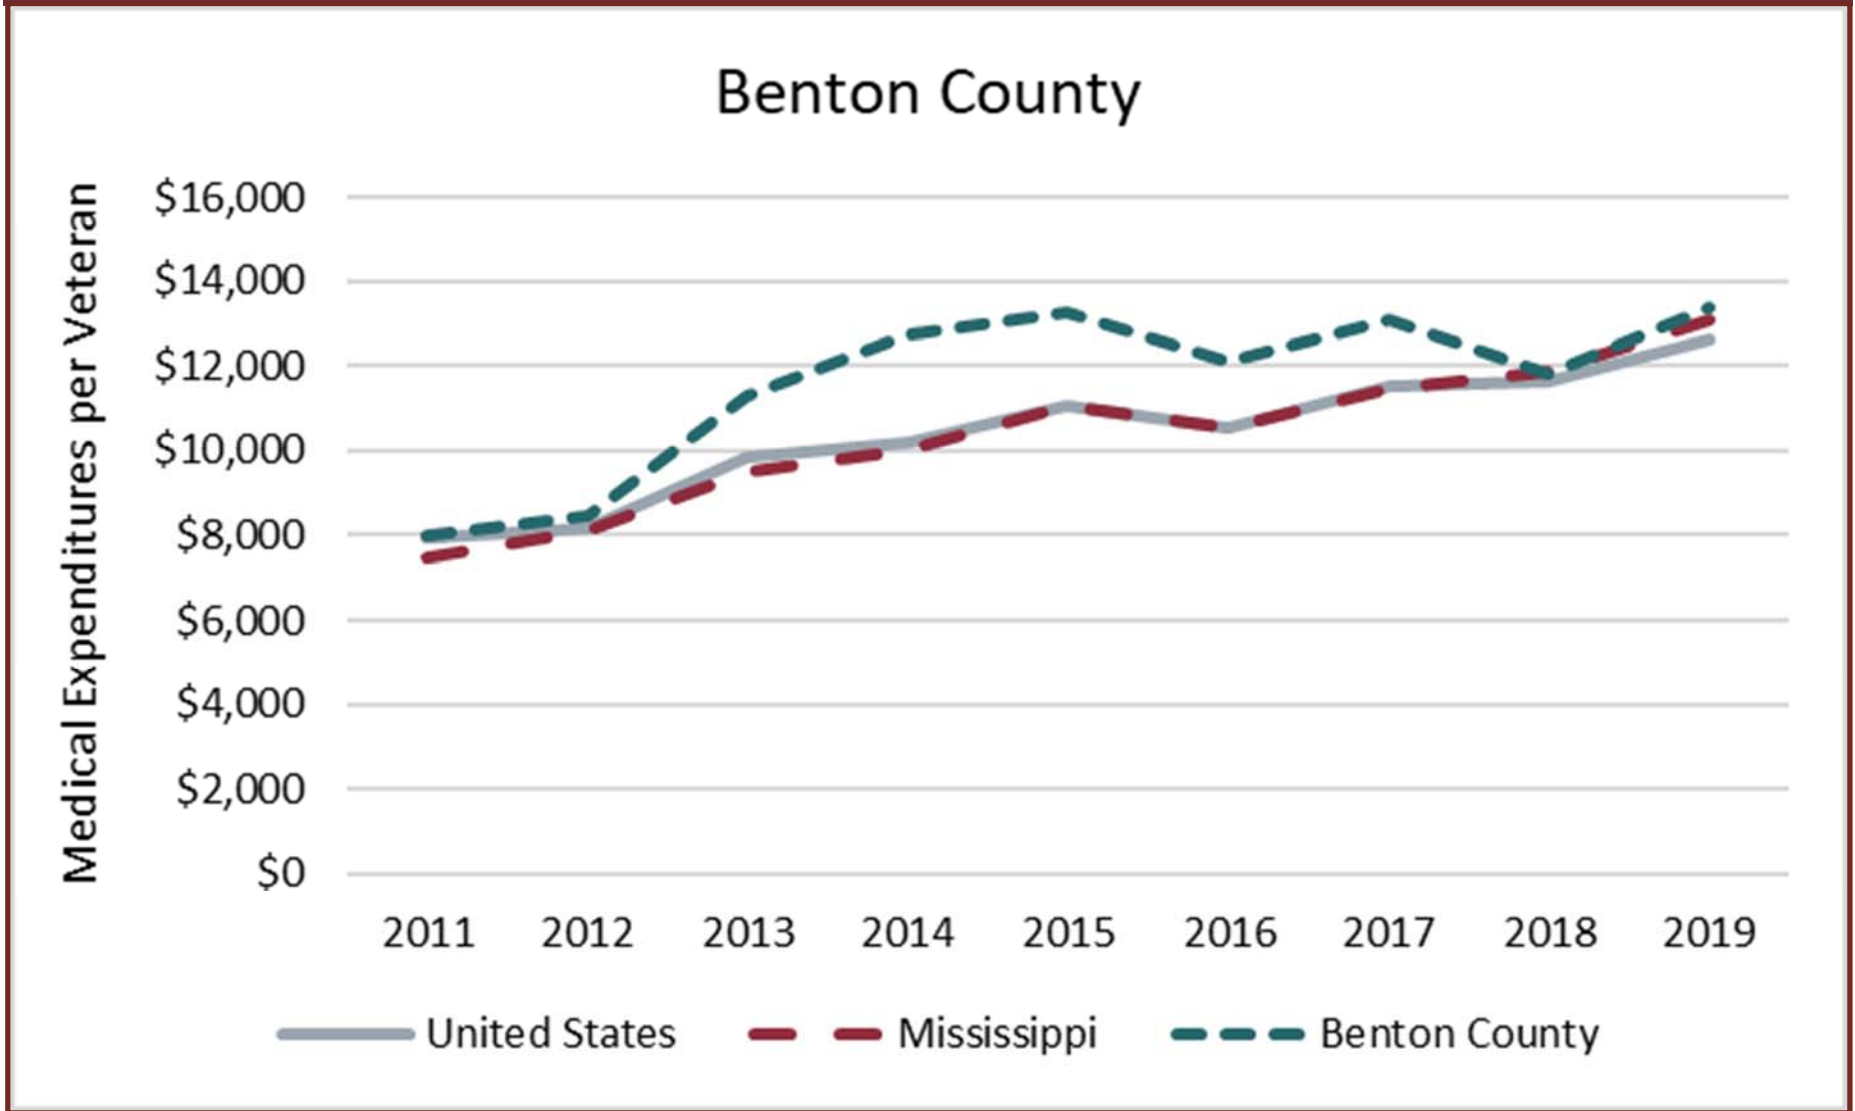 Benton County
Medical Expenditures per Veteran
$16,000
$14,000
$12,000
$10,000
$8,000
$6,000
$4,000
$2,000
$0
2011 2012 2013 2014 2015 2016 2017 2018 2019
United States Mississippi Benton County